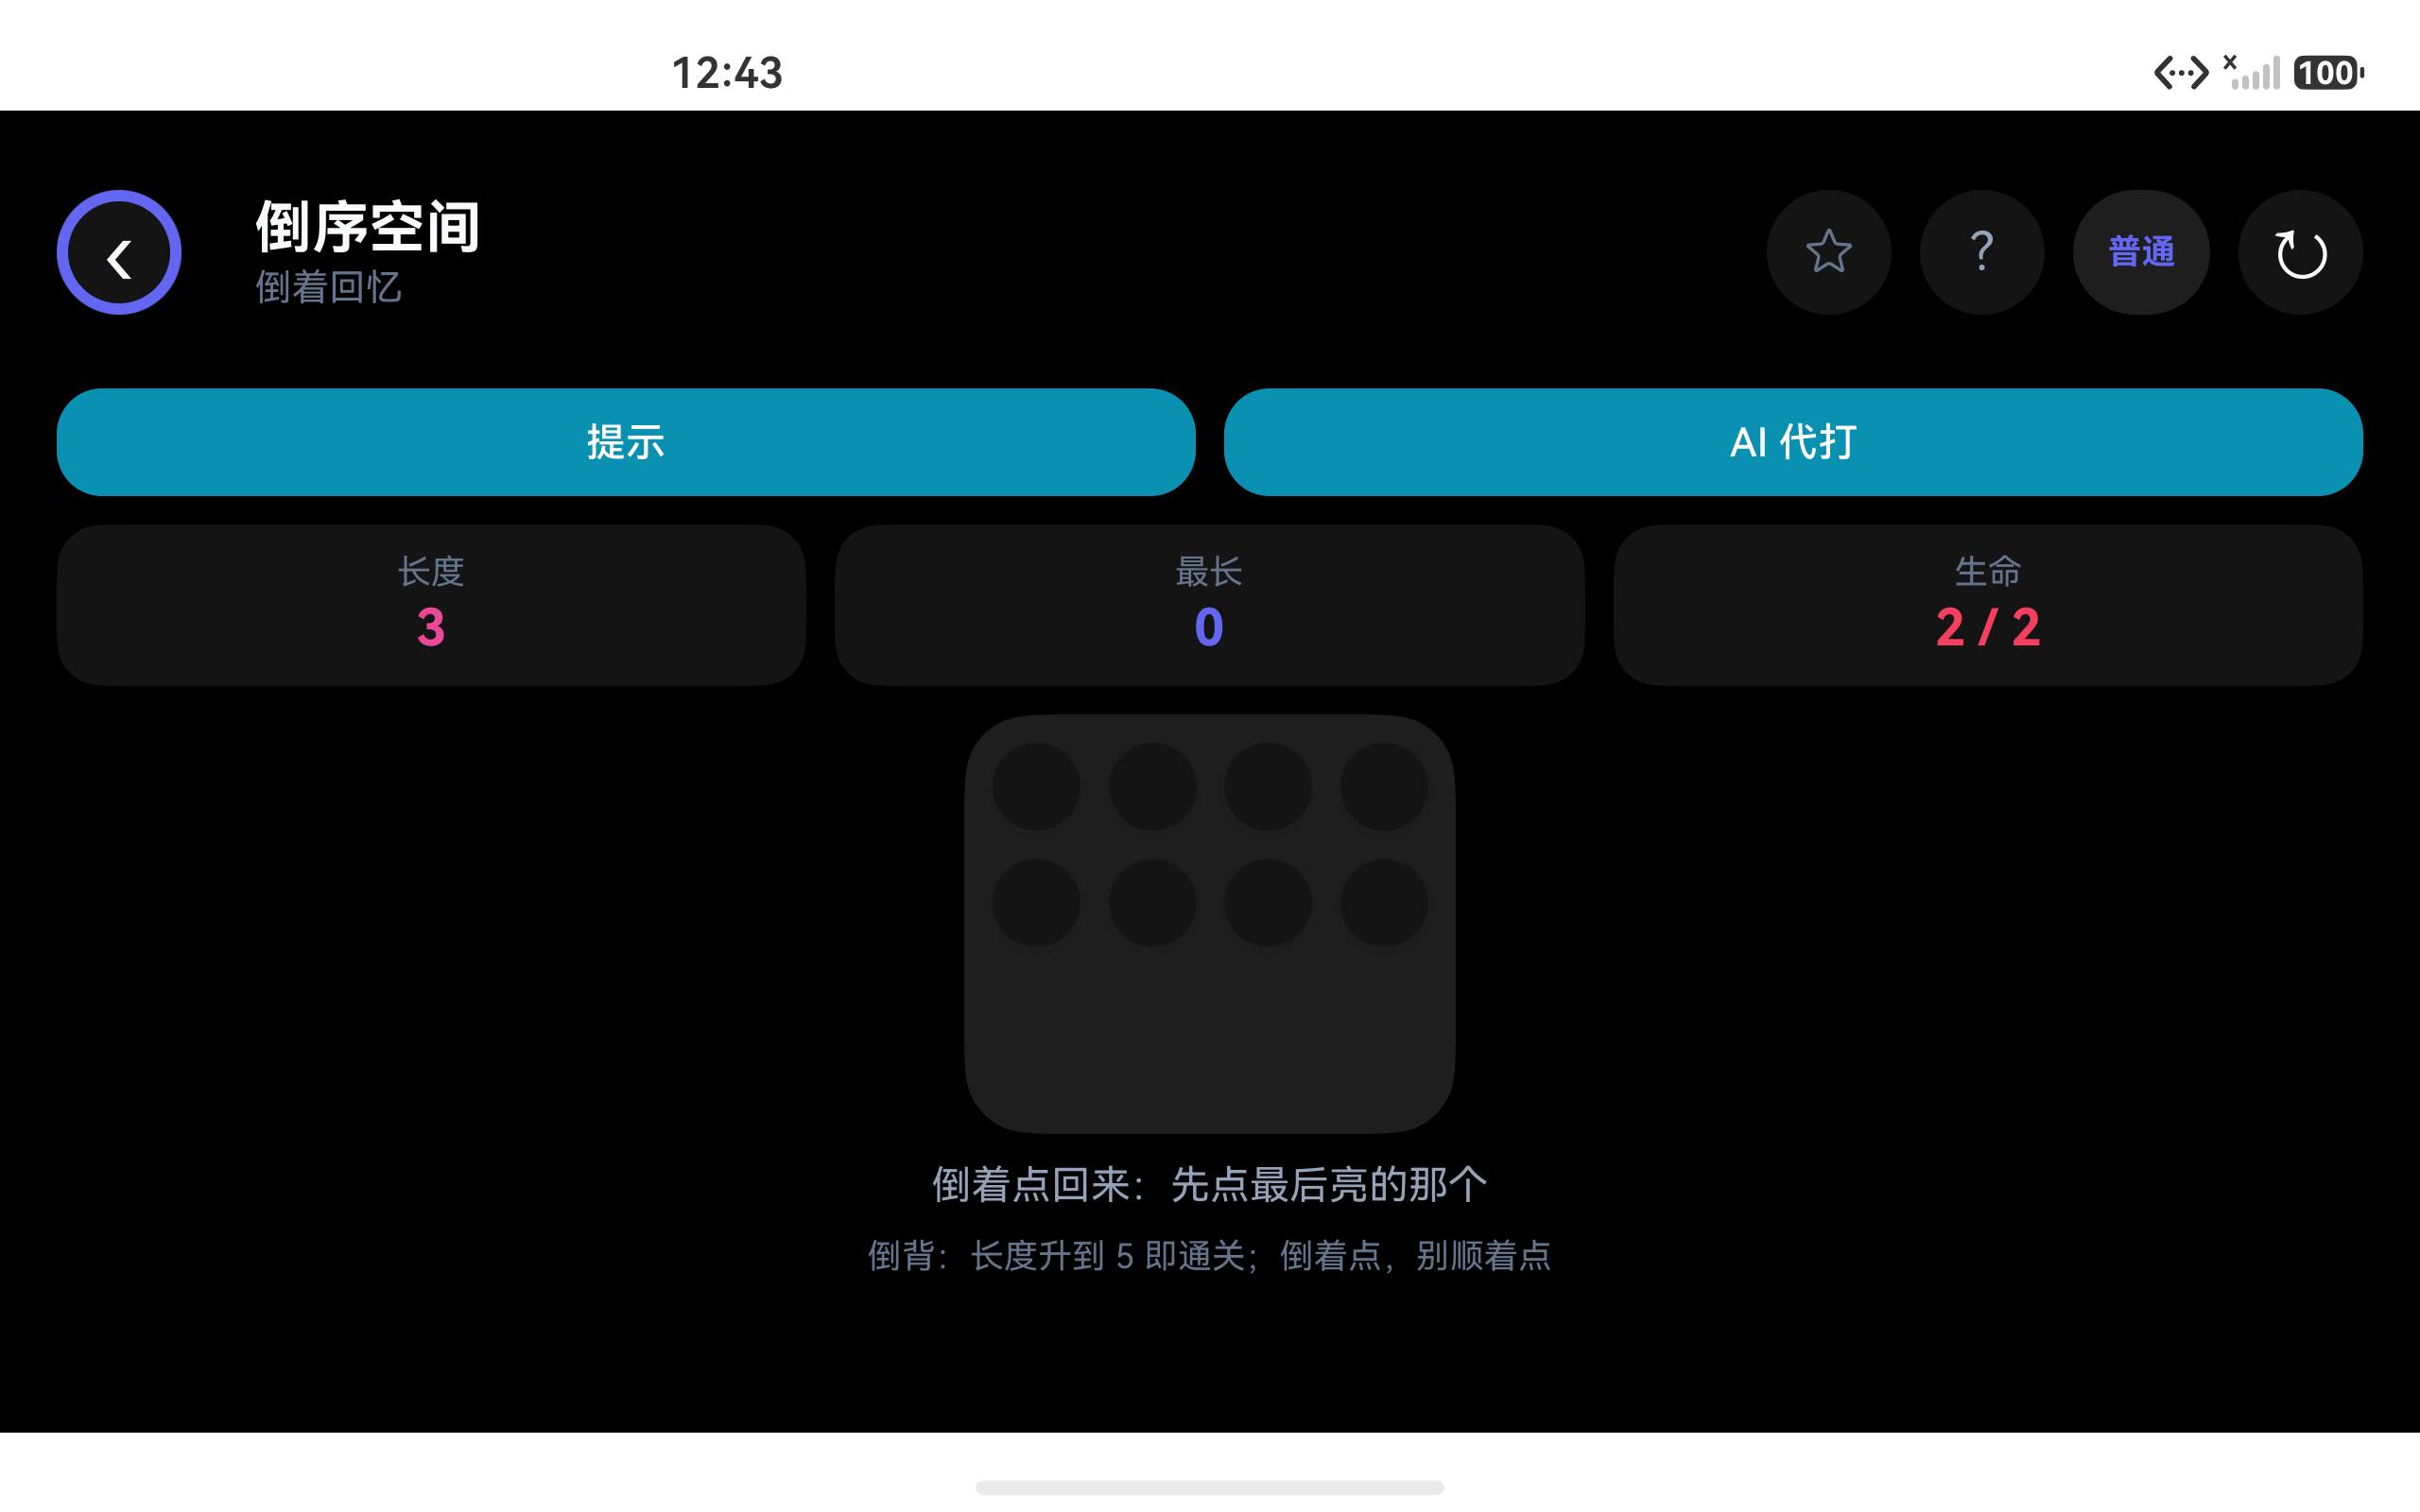 12:43
100
倒序空间
倒着回忆
?
普通
提示
AI 代打
长度
3
最长
0
生命
2 / 2
倒着点回来：先点最后亮的那个
倒背：长度升到 5 即通关；倒着点，别顺着点